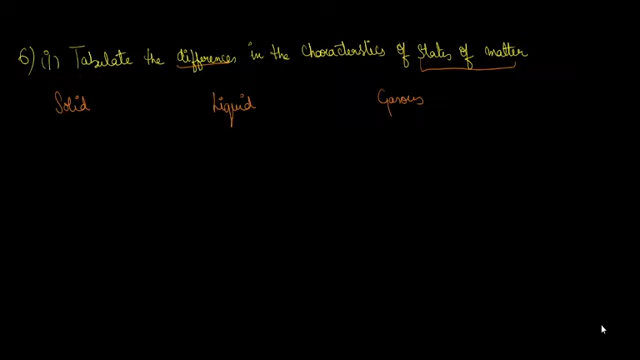 6) (i) Tabulate the differences in the characteristics of states of matter
Solid Liquid Gaseous